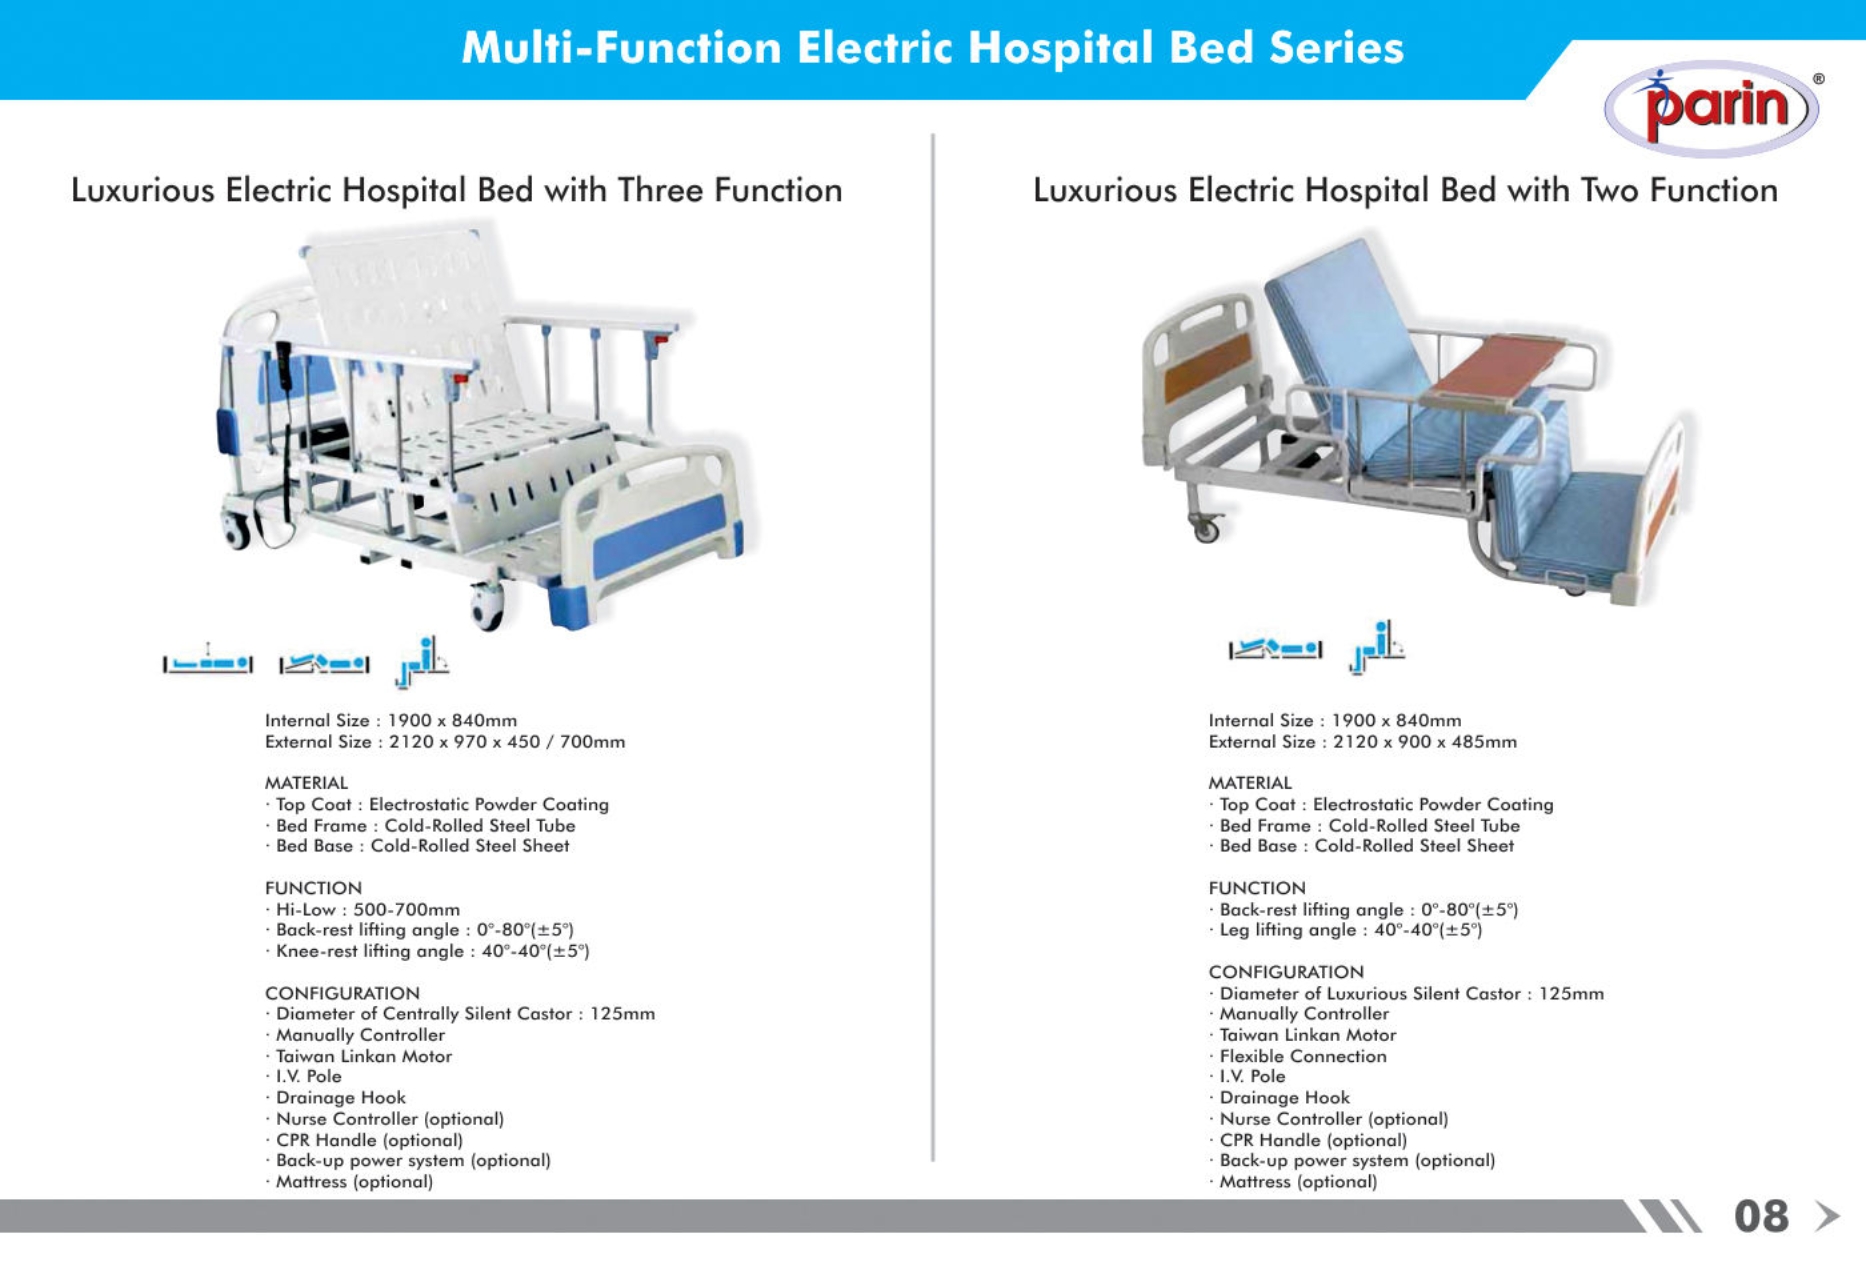 Multi-Function Electric Hospital Bed Series
parin®
Luxurious Electric Hospital Bed with Three Function
Internal Size : 1900 x 840mm
External Size : 2120 x 970 x 450 / 700mm
MATERIAL
· Top Coat : Electrostatic Powder Coating
· Bed Frame : Cold-Rolled Steel Tube
· Bed Base : Cold-Rolled Steel Sheet
FUNCTION
· Hi-Low : 500-700mm
· Back-rest lifting angle : 0°-80°(±5°)
· Knee-rest lifting angle : 40°-40°(±5°)
CONFIGURATION
· Diameter of Centrally Silent Castor : 125mm
· Manually Controller
· Taiwan Linkan Motor
· I.V. Pole
· Drainage Hook
· Nurse Controller (optional)
· CPR Handle (optional)
· Back-up power system (optional)
· Mattress (optional)
Luxurious Electric Hospital Bed with Two Function
Internal Size : 1900 x 840mm
External Size : 2120 x 900 x 485mm
MATERIAL
· Top Coat : Electrostatic Powder Coating
· Bed Frame : Cold-Rolled Steel Tube
· Bed Base : Cold-Rolled Steel Sheet
FUNCTION
· Back-rest lifting angle : 0°-80°(±5°)
· Leg lifting angle : 40°-40°(±5°)
CONFIGURATION
· Diameter of Luxurious Silent Castor : 125mm
· Manually Controller
· Taiwan Linkan Motor
· Flexible Connection
· I.V. Pole
· Drainage Hook
· Nurse Controller (optional)
· CPR Handle (optional)
· Back-up power system (optional)
· Mattress (optional)
08